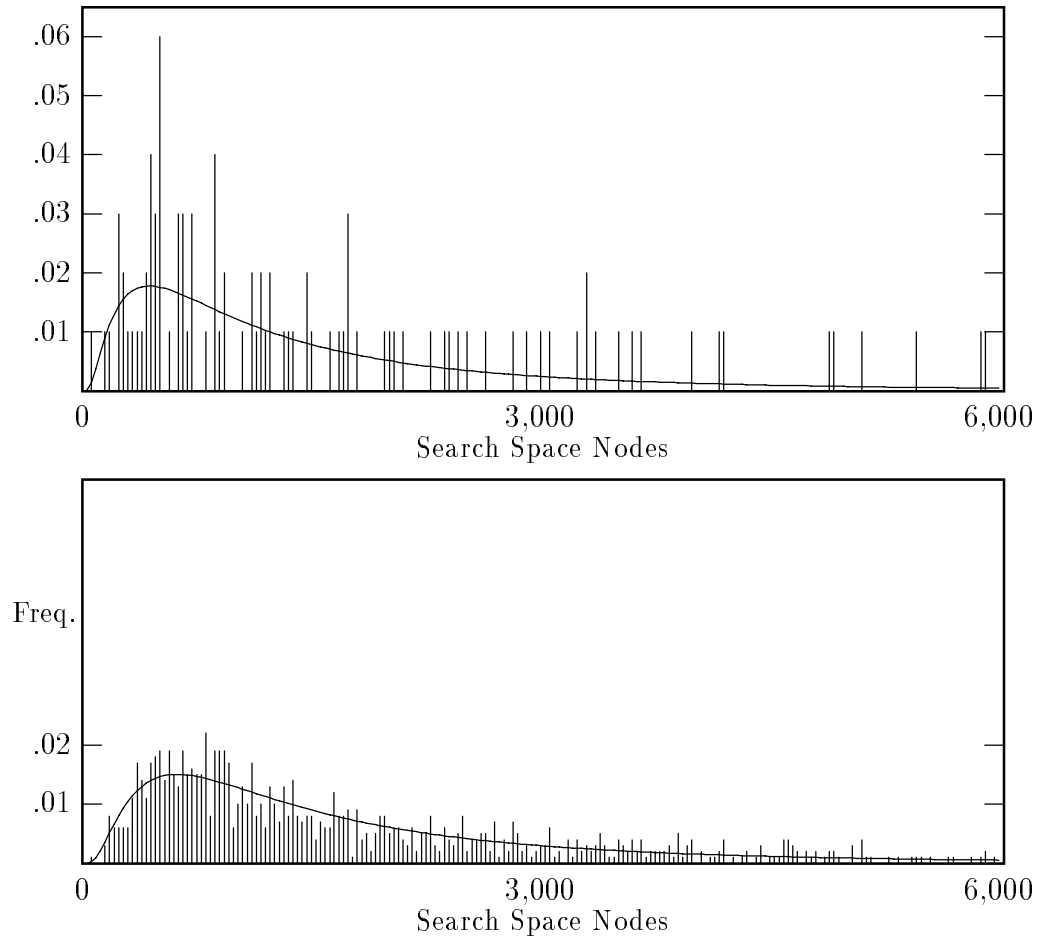 .06
.05
.04
.03
.02
.01
0 3,000 6,000
Search Space Nodes
Freq.
.02
.01
0 3,000 6,000
Search Space Nodes